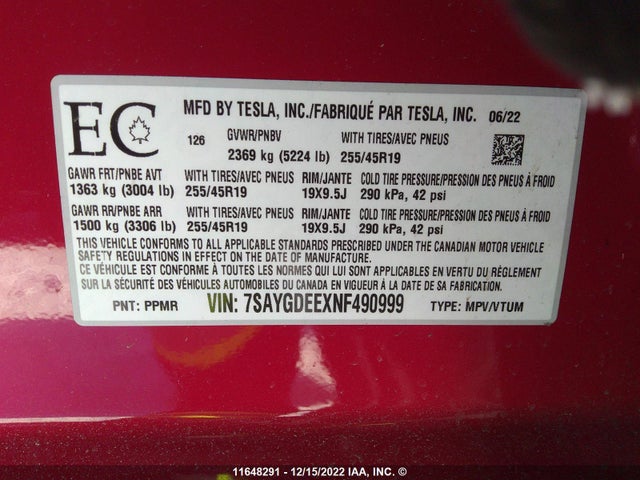 EC
MFD BY TESLA, INC./FABRIQUÉ PAR TESLA, INC. 06/22
126 GVWR/PNBV WITH TIRES/AVEC PNEUS
2369 kg (5224 lb) 255/45R19
GAWR FRT/PNBE AVT WITH TIRES/AVEC PNEUS RIM/JANTE COLD TIRE PRESSURE/PRESSION DES PNEUS À FROID
1363 kg (3004 lb) 255/45R19 19X9.5J 290 kPa, 42 psi
GAWR RR/PNBE ARR WITH TIRES/AVEC PNEUS RIM/JANTE COLD TIRE PRESSURE/PRESSION DES PNEUS À FROID
1500 kg (3306 lb) 255/45R19 19X9.5J 290 kPa, 42 psi
THIS VEHICLE CONFORMS TO ALL APPLICABLE STANDARDS PRESCRIBED UNDER THE CANADIAN MOTOR VEHICLE
SAFETY REGULATIONS IN EFFECT ON THE DATE OF MANUFACTURE.
CE VÉHICULE EST CONFORME À TOUTES LES NORMES QUI LUI SONT APPLICABLES EN VERTU DU RÈGLEMENT
SUR LA SÉCURITÉ DES VÉHICULES AUTOMOBILES DU CANADA EN VIGUEUR À LA DATE DE SA FABRICATION.
PNT: PPMR VIN: 7SAYGDEEXNF490999 TYPE: MPV/VTUM
11648291 - 12/15/2022 IAA, INC. ©